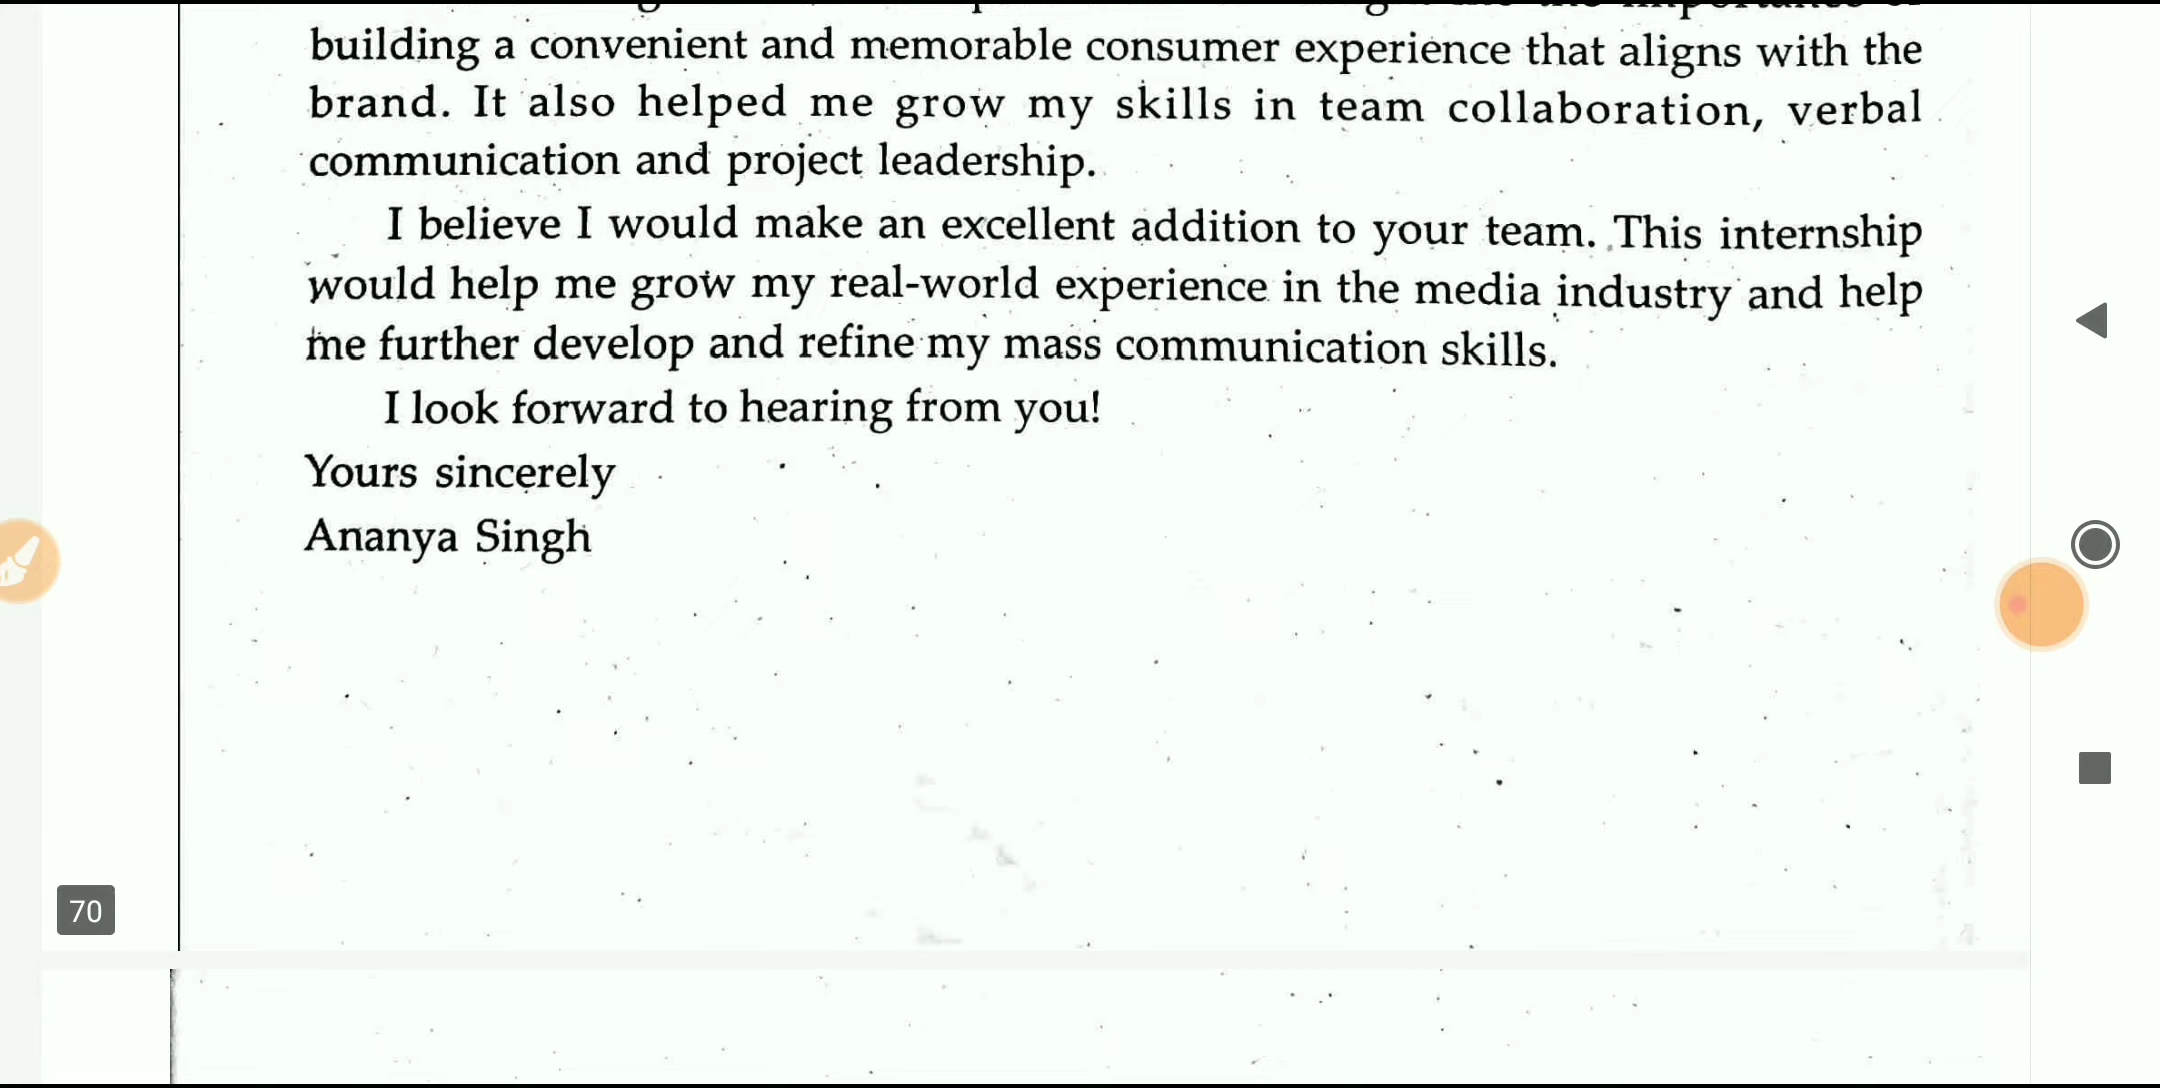 building a convenient and memorable consumer experience that aligns with the
brand. It also helped me grow my skills in team collaboration, verbal
communication and project leadership.
I believe I would make an excellent addition to your team. This internship
would help me grow my real-world experience in the media industry and help
me further develop and refine my mass communication skills.
I look forward to hearing from you!
Yours sincerely
Ananya Singh
70